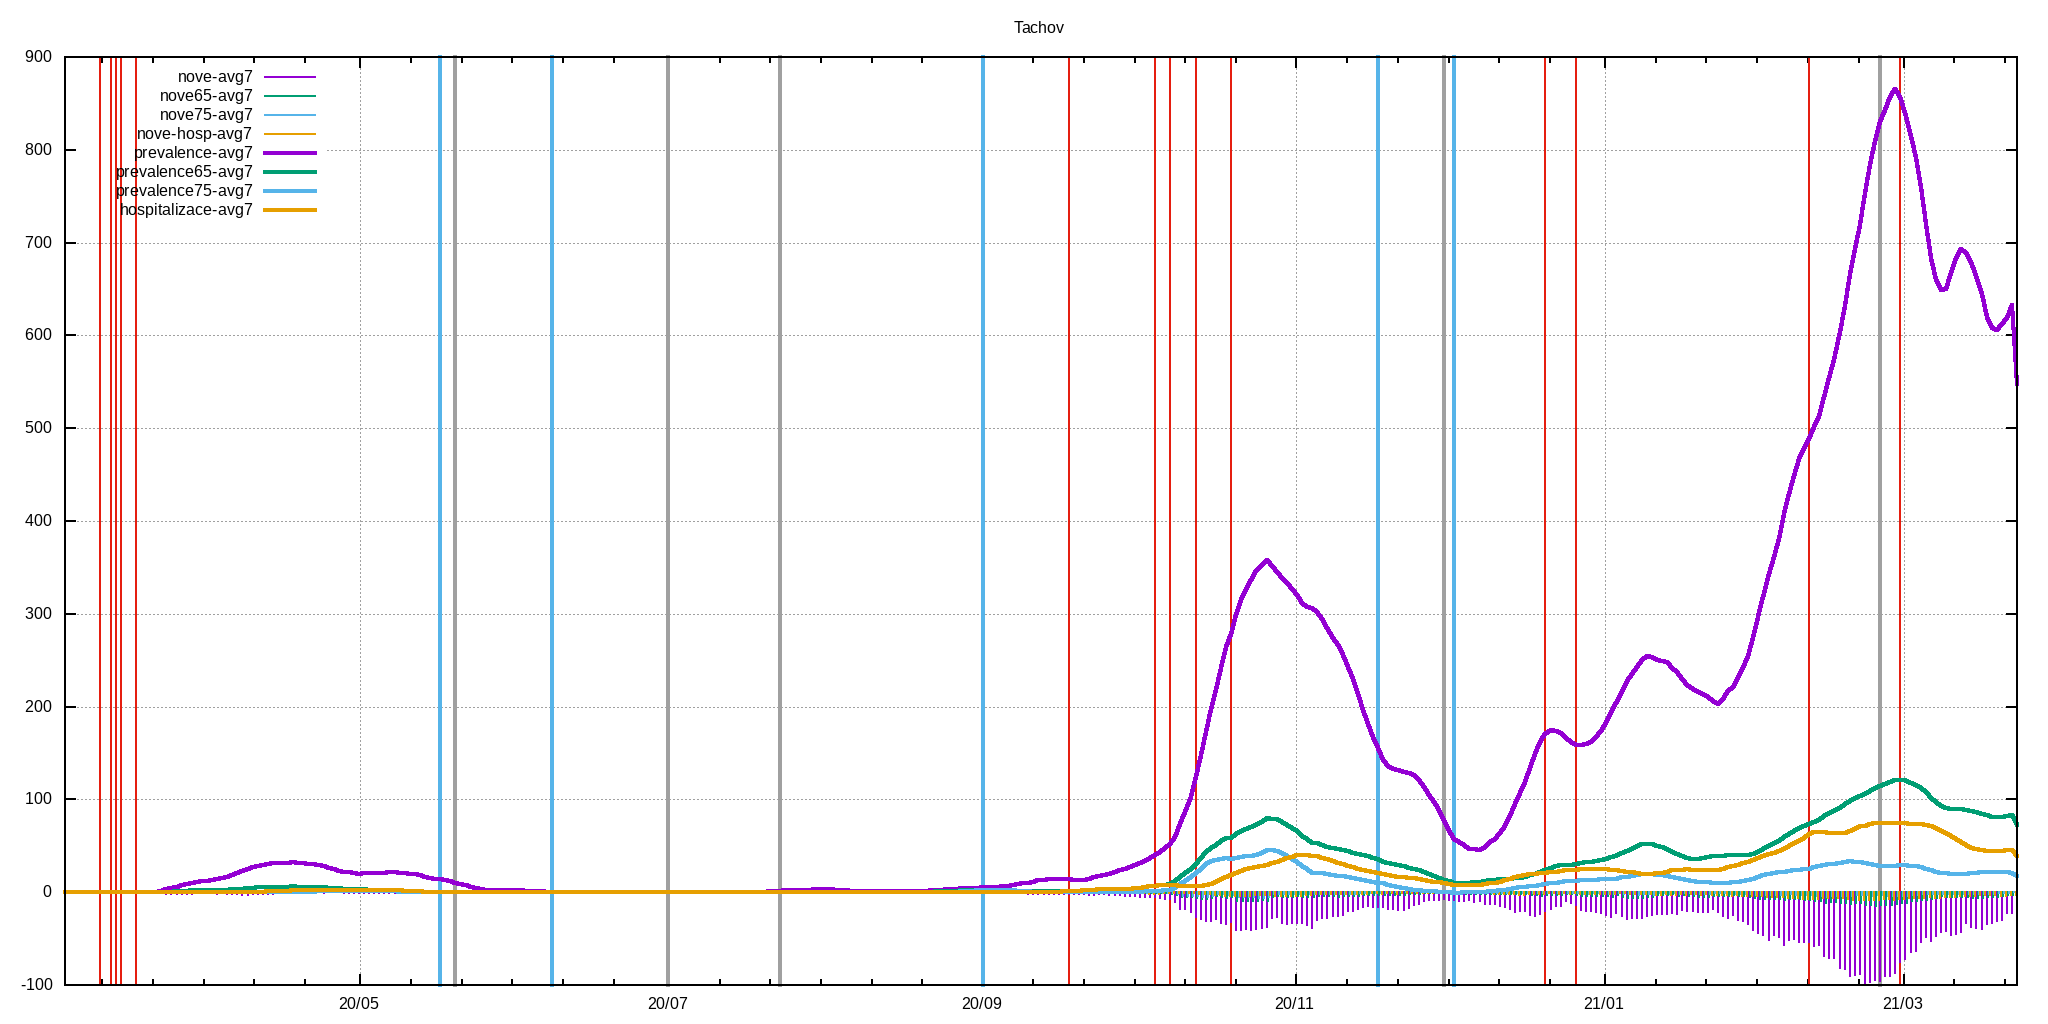 Tachov
900
800
700
600
500
400
300
200
100
0
-100
nove-avg7
nove65-avg7
nove75-avg7
nove-hosp-avg7
prevalence-avg7
prevalence65-avg7
prevalence75-avg7
hospitalizace-avg7
20/05
20/07
20/09
20/11
21/01
21/03